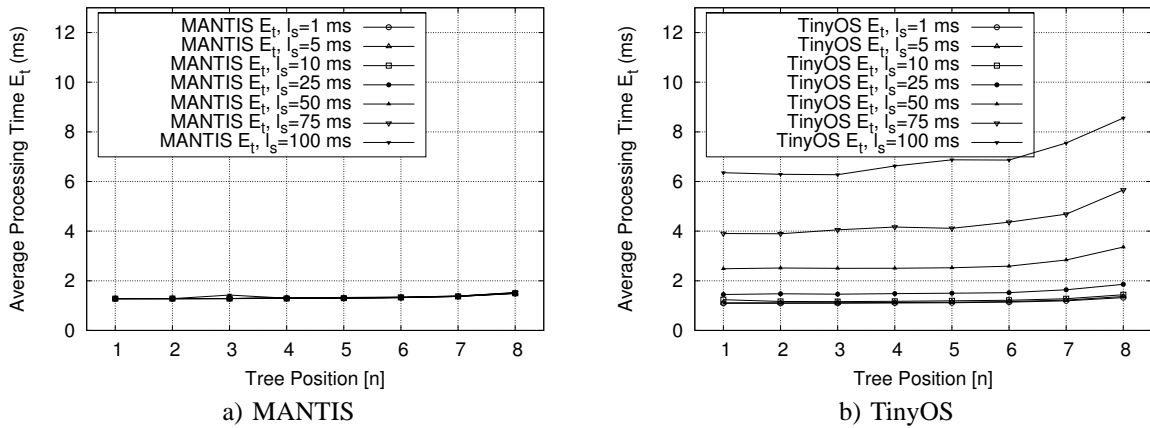 Average Processing Time E_t (ms)
12
10
8
6
4
2
0
MANTIS E_t, l_s=1 ms
MANTIS E_t, l_s=5 ms
MANTIS E_t, l_s=10 ms
MANTIS E_t, l_s=25 ms
MANTIS E_t, l_s=50 ms
MANTIS E_t, l_s=75 ms
MANTIS E_t, l_s=100 ms
1 2 3 4 5 6 7 8
Tree Position [n]
a) MANTIS
Average Processing Time E_t (ms)
12
10
8
6
4
2
0
TinyOS E_t, l_s=1 ms
TinyOS E_t, l_s=5 ms
TinyOS E_t, l_s=10 ms
TinyOS E_t, l_s=25 ms
TinyOS E_t, l_s=50 ms
TinyOS E_t, l_s=75 ms
TinyOS E_t, l_s=100 ms
1 2 3 4 5 6 7 8
Tree Position [n]
b) TinyOS